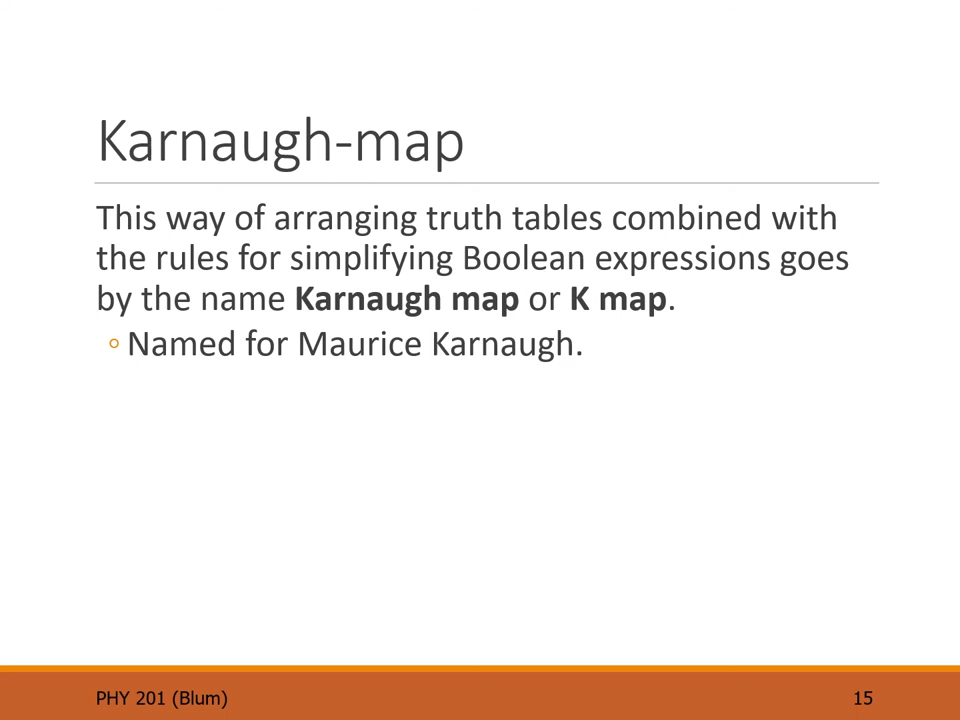 Karnaugh-map
This way of arranging truth tables combined with
the rules for simplifying Boolean expressions goes
by the name Karnaugh map or K map.
◦ Named for Maurice Karnaugh.
PHY 201 (Blum)
15